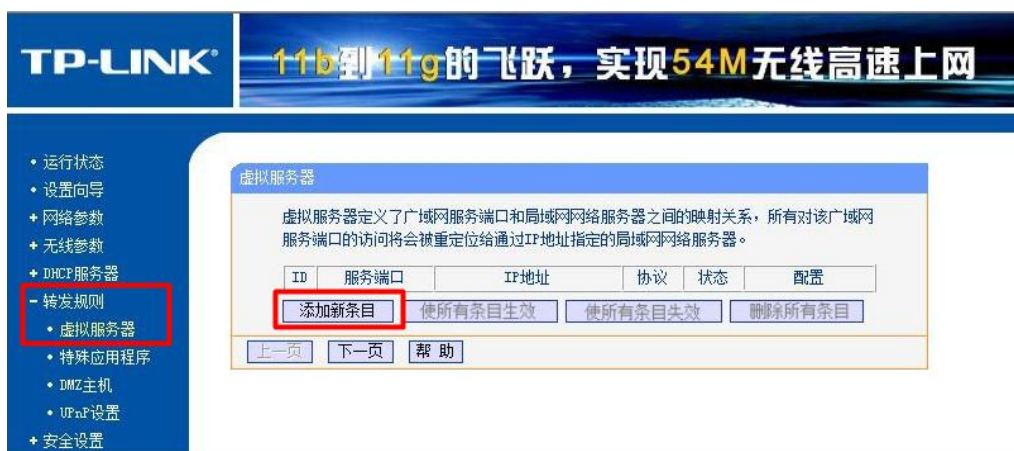 TP-LINK®
11b到11g的飞跃，实现54M无线高速上网
• 运行状态
• 设置向导
+ 网络参数
+ 无线参数
+ DHCP服务器
- 转发规则
• 虚拟服务器
• 特殊应用程序
• DMZ主机
• UPnP设置
+ 安全设置
虚拟服务器
虚拟服务器定义了广域网服务端口和局域网网络服务器之间的映射关系，所有对该广域网
服务端口的访问将会被重定位给通过IP地址指定的局域网网络服务器。
ID 服务端口 IP地址 协议 状态 配置
添加新条目 使所有条目生效 使所有条目失效 删除所有条目
上一页 下一页 帮 助